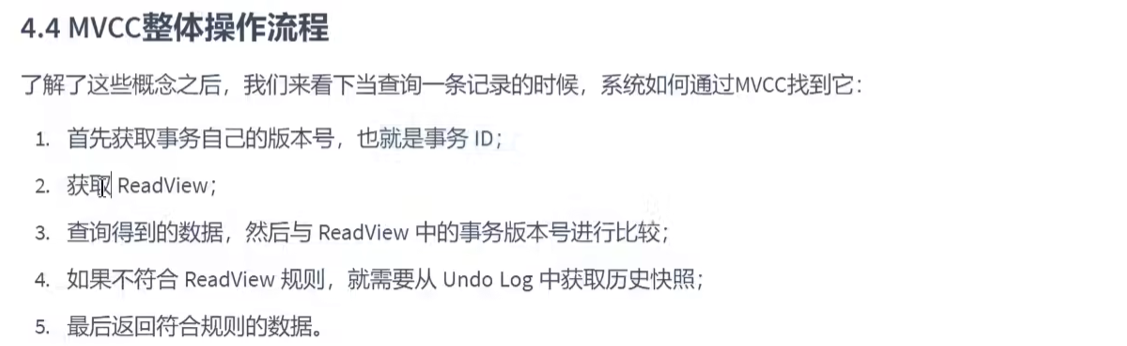 4.4 MVCC整体操作流程
了解了这些概念之后，我们来看下当查询一条记录的时候，系统如何通过MVCC找到它：
1. 首先获取事务自己的版本号，也就是事务 ID；
2. 获取 ReadView；
3. 查询得到的数据，然后与 ReadView 中的事务版本号进行比较；
4. 如果不符合 ReadView 规则，就需要从 Undo Log 中获取历史快照；
5. 最后返回符合规则的数据。